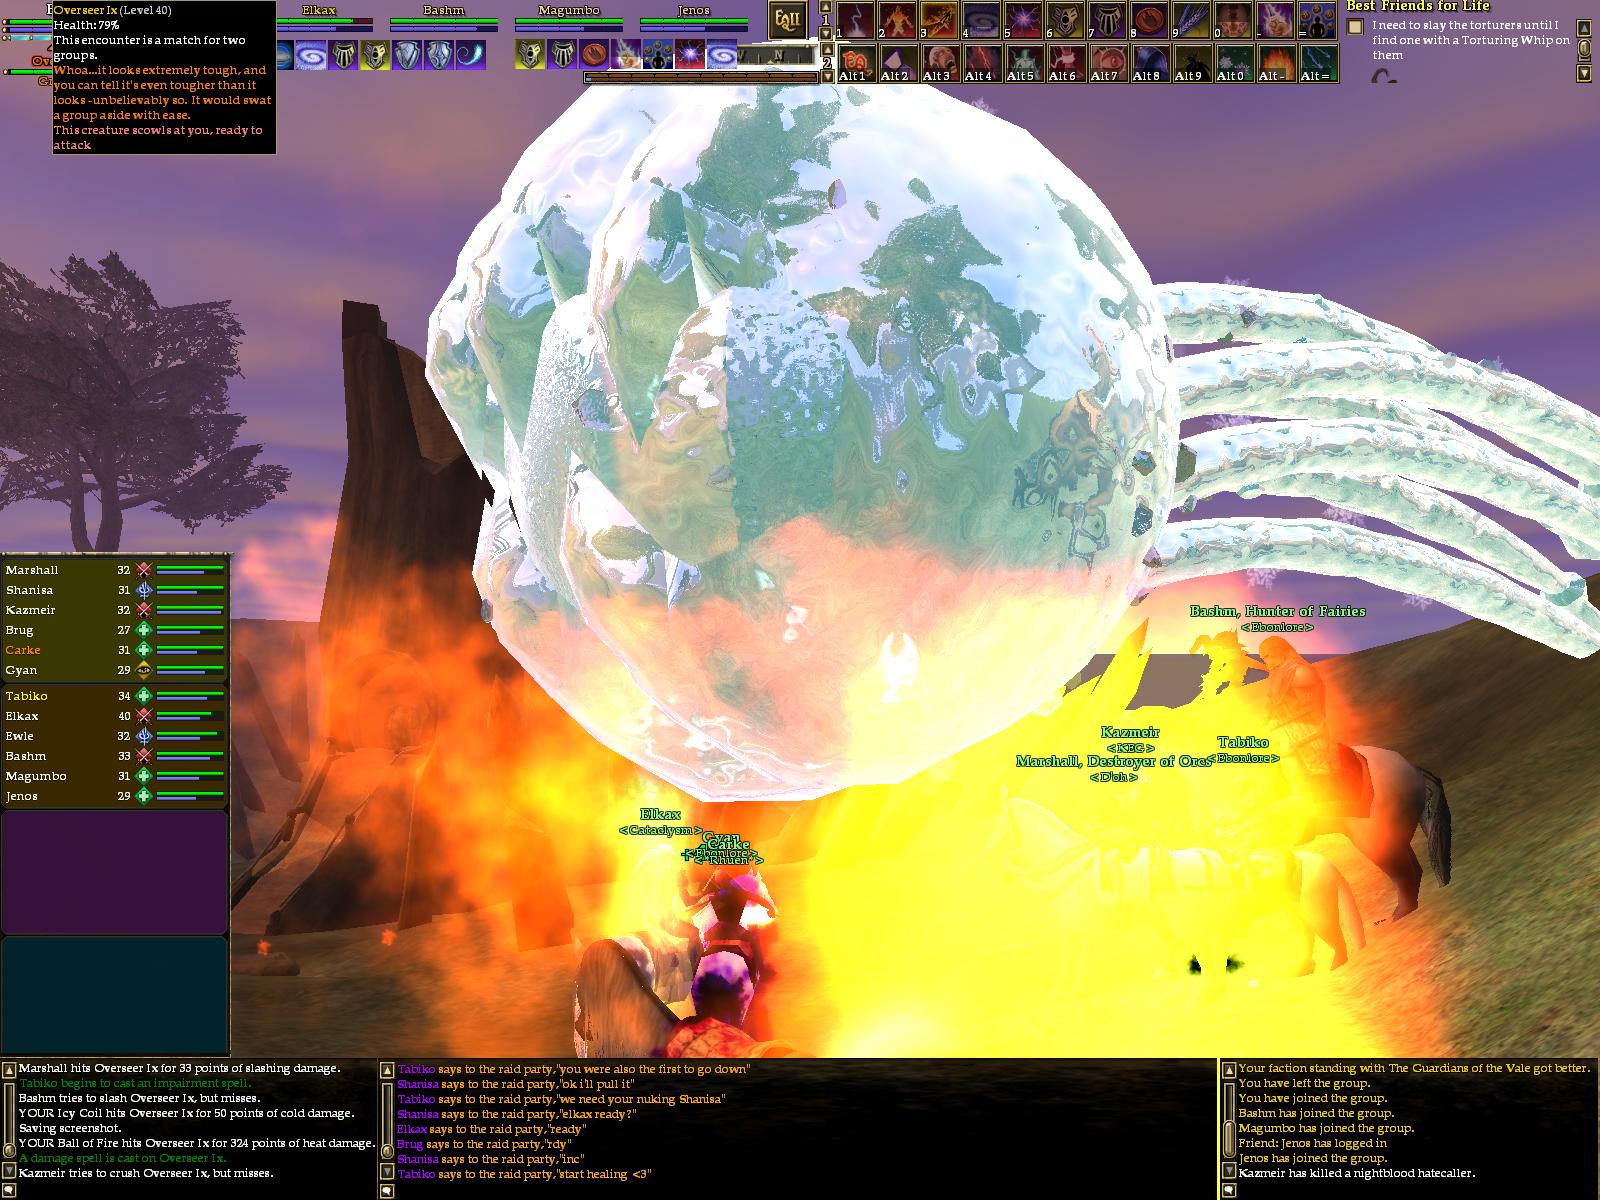 Overseer Ix (Level 40)
Health:79%
This encounter is a match for two
groups.
Whoa...it looks extremely tough, and
you can tell it's even tougher than it
looks -unbelievably so. It would swat
a group aside with ease.
This creature scowls at you, ready to
attack
Elkax
Bashm
Magumbo
Jenos
EQII
1
2
N
1
2
3
4
5
6
7
8
9
0
-
=
Alt1
Alt2
Alt3
Alt4
Alt5
Alt6
Alt7
Alt8
Alt9
Alt0
Alt-
Alt=
Best Friends for Life
I need to slay the torturers until I
find one with a Torturing Whip on
them
Marshall 32
Shanisa 31
Kazmeir 32
Brug 27
Carke 31
Gyan 29
Tabiko 34
Elkax 40
Ewle 32
Bashm 33
Magumbo 31
Jenos 29
Bashm, Hunter of Fairies
<Ebonlore>
Kazmeir
<KEG>
Tabiko
<Ebonlore>
Marshall, Destroyer of Orcs
<D'oh>
Elkax
<Cataclysm>
Gyan
Carke
<Ebonlore>
<Rhuen>
Marshall hits Overseer Ix for 33 points of slashing damage.
Tabiko begins to cast an impairment spell.
Bashm tries to slash Overseer Ix, but misses.
YOUR Icy Coil hits Overseer Ix for 50 points of cold damage.
Saving screenshot.
YOUR Ball of Fire hits Overseer Ix for 324 points of heat damage.
A damage spell is cast on Overseer Ix.
Kazmeir tries to crush Overseer Ix, but misses.
Tabiko says to the raid party,"you were also the first to go down"
Shanisa says to the raid party,"ok i'll pull it"
Tabiko says to the raid party,"we need your nuking Shanisa"
Shanisa says to the raid party,"elkax ready?"
Elkax says to the raid party,"ready"
Brug says to the raid party,"rdy"
Shanisa says to the raid party,"inc"
Tabiko says to the raid party,"start healing <3"
Your faction standing with The Guardians of the Vale got better.
You have left the group.
You have joined the group.
Bashm has joined the group.
Magumbo has joined the group.
Friend: Jenos has logged in
Jenos has joined the group.
Kazmeir has killed a nightblood hatecaller.